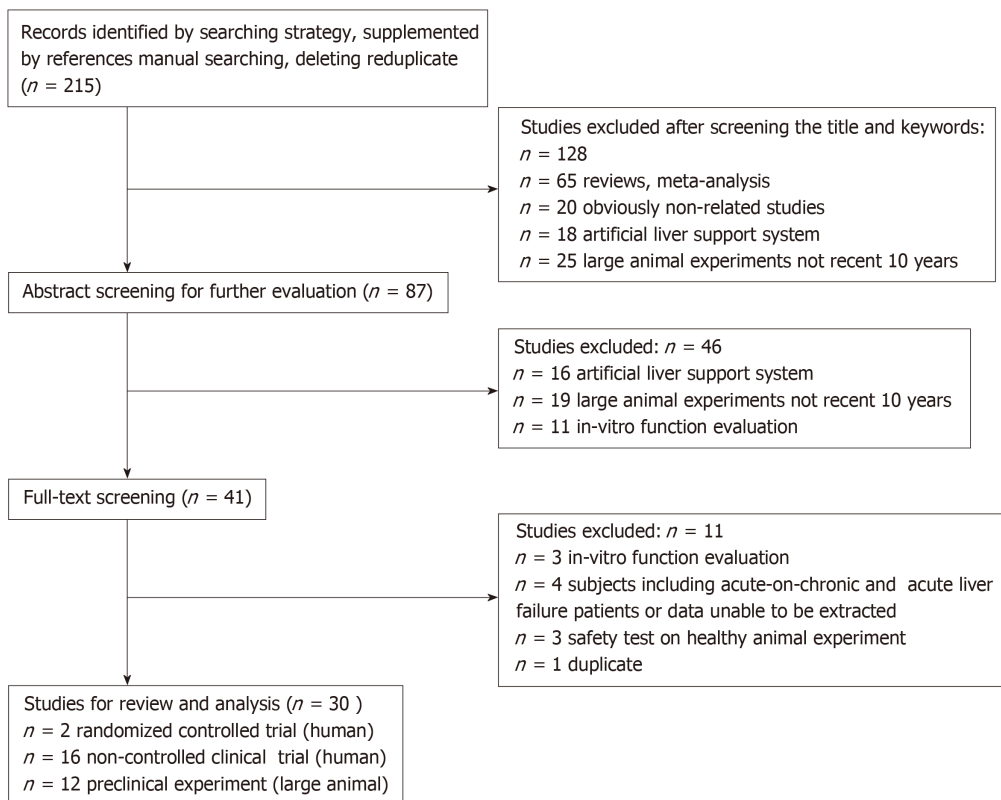 Records identified by searching strategy, supplemented
by references manual searching, deleting reduplicate
(n = 215)
Studies excluded after screening the title and keywords:
n = 128
n = 65 reviews, meta-analysis
n = 20 obviously non-related studies
n = 18 artificial liver support system
n = 25 large animal experiments not recent 10 years
Abstract screening for further evaluation (n = 87)
Studies excluded: n = 46
n = 16 artificial liver support system
n = 19 large animal experiments not recent 10 years
n = 11 in-vitro function evaluation
Full-text screening (n = 41)
Studies excluded: n = 11
n = 3 in-vitro function evaluation
n = 4 subjects including acute-on-chronic and acute liver
failure patients or data unable to be extracted
n = 3 safety test on healthy animal experiment
n = 1 duplicate
Studies for review and analysis (n = 30 )
n = 2 randomized controlled trial (human)
n = 16 non-controlled clinical trial (human)
n = 12 preclinical experiment (large animal)